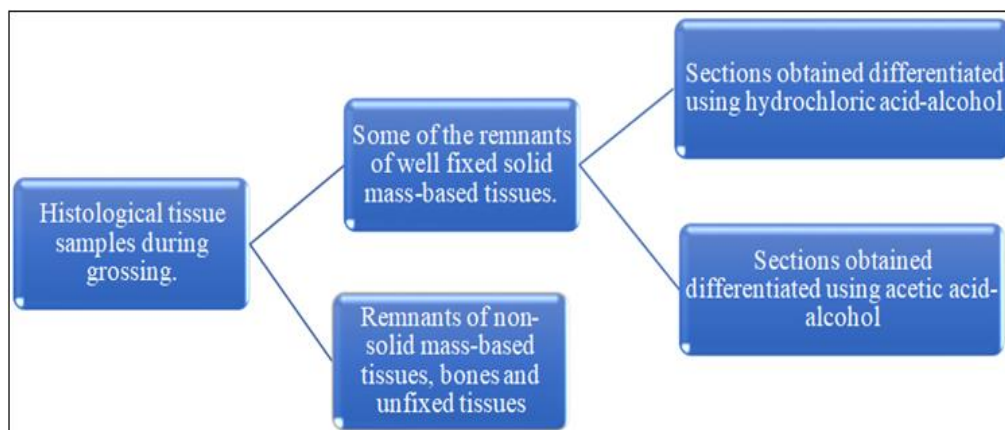 Histological tissue
samples during
grossing.
Some of the remnants
of well fixed solid
mass-based tissues.
Remnants of non-
solid mass-based
tissues, bones and
unfixed tissues
Sections obtained differentiated
using hydrochloric acid-alcohol
Sections obtained
differentiated using acetic acid-
alcohol